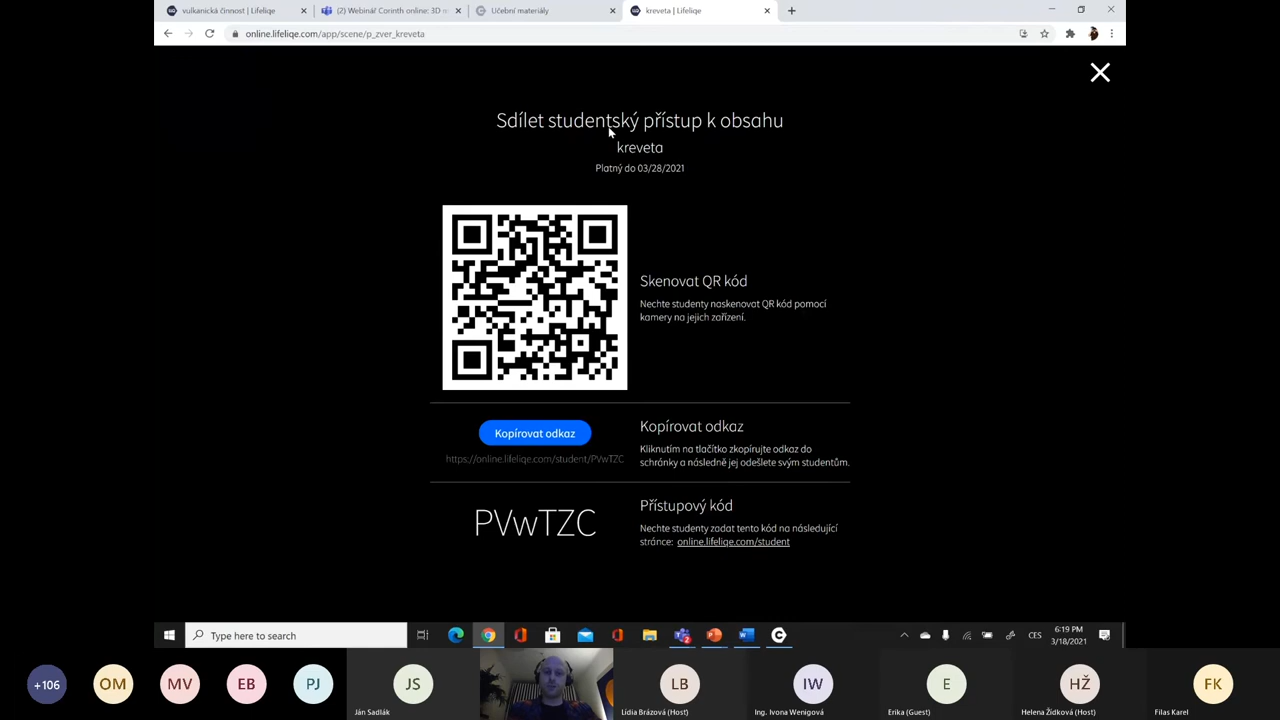 vulkanická činnost | Lifeliqe
(2) Webinář Corinth online: 3D m
Učební materiály
kreveta | Lifeliqe
online.lifeliqe.com/app/scene/p_zver_kreveta
Sdílet studentský přístup k obsahu
kreveta
Platný do 03/28/2021
Skenovat QR kód
Nechte studenty naskenovat QR kód pomocí
kamery na jejich zařízení.
Kopírovat odkaz
https://online.lifeliqe.com/student/PVwTZC
Kopírovat odkaz
Kliknutím na tlačítko zkopírujte odkaz do
schránky a následně jej odešlete svým studentům.
PVwTZC
Přístupový kód
Nechte studenty zadat tento kód na následující
stránce: online.lifeliqe.com/student
Type here to search
CES
6:19 PM
3/18/2021
+106
OM
MV
EB
PJ
JS
LB
IW
E
HŽ
FK
Ján Sadlák
Lídia Brázová (Host)
Ing. Ivona Wenigová
Erika (Guest)
Helena Žídková (Host)
Filas Karel